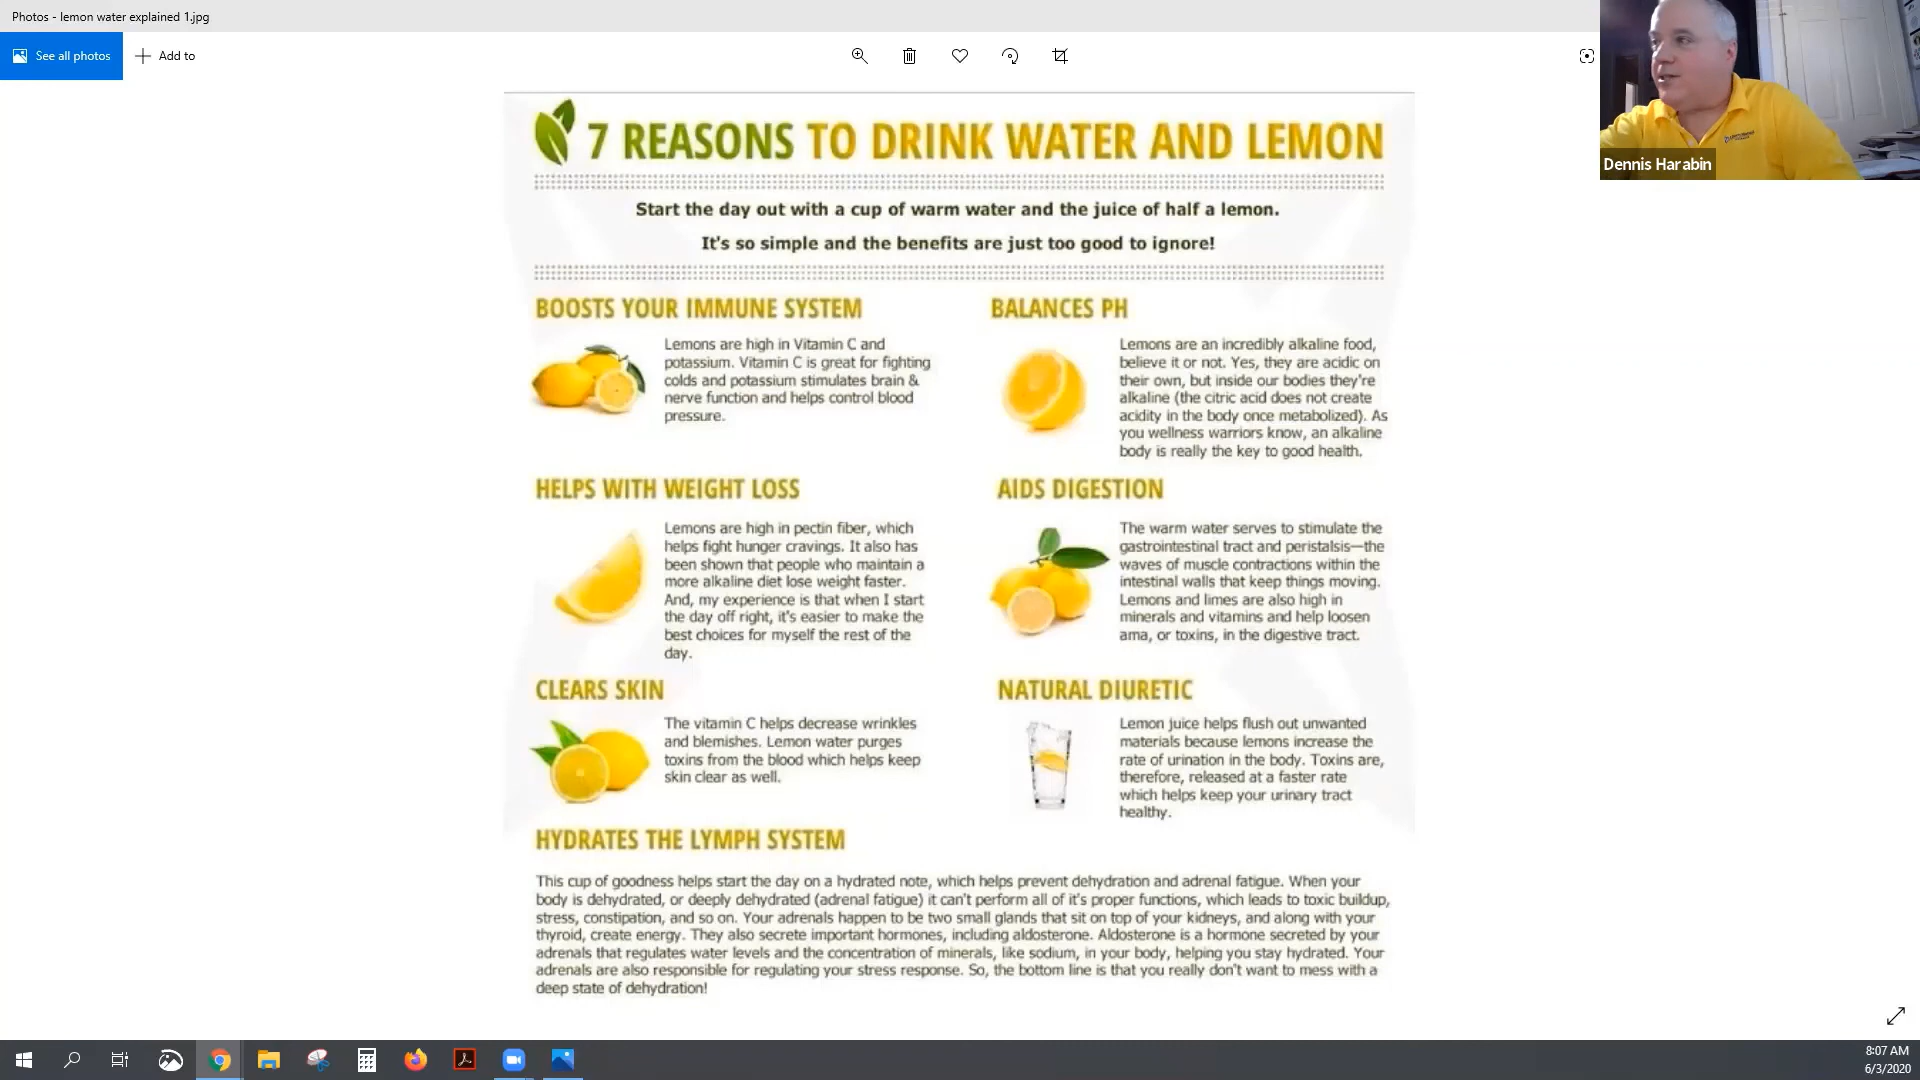 Photos - lemon water explained 1.jpg
See all photos
Add to
Dennis Harabin
7 REASONS TO DRINK WATER AND LEMON
Start the day out with a cup of warm water and the juice of half a lemon.
It's so simple and the benefits are just too good to ignore!
BOOSTS YOUR IMMUNE SYSTEM
Lemons are high in Vitamin C and
potassium. Vitamin C is great for fighting
colds and potassium stimulates brain &
nerve function and helps control blood
pressure.
BALANCES PH
Lemons are an incredibly alkaline food,
believe it or not. Yes, they are acidic on
their own, but inside our bodies they're
alkaline (the citric acid does not create
acidity in the body once metabolized). As
you wellness warriors know, an alkaline
body is really the key to good health.
HELPS WITH WEIGHT LOSS
Lemons are high in pectin fiber, which
helps fight hunger cravings. It also has
been shown that people who maintain a
more alkaline diet lose weight faster.
And, my experience is that when I start
the day off right, it's easier to make the
best choices for myself the rest of the
day.
AIDS DIGESTION
The warm water serves to stimulate the
gastrointestinal tract and peristalsis—the
waves of muscle contractions within the
intestinal walls that keep things moving.
Lemons and limes are also high in
minerals and vitamins and help loosen
ama, or toxins, in the digestive tract.
CLEARS SKIN
The vitamin C helps decrease wrinkles
and blemishes. Lemon water purges
toxins from the blood which helps keep
skin clear as well.
NATURAL DIURETIC
Lemon juice helps flush out unwanted
materials because lemons increase the
rate of urination in the body. Toxins are,
therefore, released at a faster rate
which helps keep your urinary tract
healthy.
HYDRATES THE LYMPH SYSTEM
This cup of goodness helps start the day on a hydrated note, which helps prevent dehydration and adrenal fatigue. When your
body is dehydrated, or deeply dehydrated (adrenal fatigue) it can't perform all of it's proper functions, which leads to toxic buildup,
stress, constipation, and so on. Your adrenals happen to be two small glands that sit on top of your kidneys, and along with your
thyroid, create energy. They also secrete important hormones, including aldosterone. Aldosterone is a hormone secreted by your
adrenals that regulates water levels and the concentration of minerals, like sodium, in your body, helping you stay hydrated. Your
adrenals are also responsible for regulating your stress response. So, the bottom line is that you really don't want to mess with a
deep state of dehydration!
8:07 AM
6/3/2020